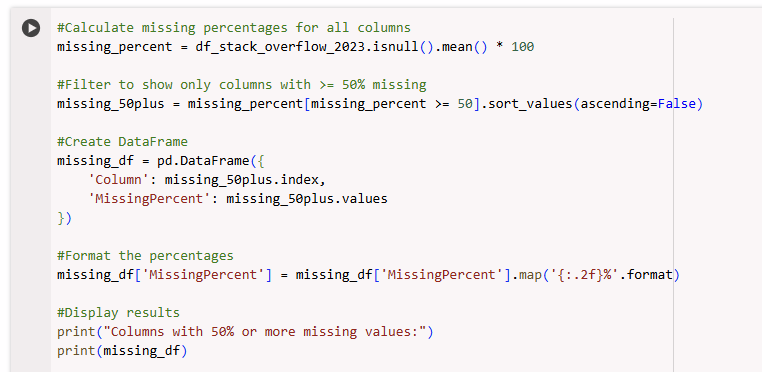 #Calculate missing percentages for all columns
missing_percent = df_stack_overflow_2023.isnull().mean() * 100
#Filter to show only columns with >= 50% missing
missing_50plus = missing_percent[missing_percent >= 50].sort_values(ascending=False)
#Create DataFrame
missing_df = pd.DataFrame({
    'Column': missing_50plus.index,
    'MissingPercent': missing_50plus.values
})
#Format the percentages
missing_df['MissingPercent'] = missing_df['MissingPercent'].map('{:.2f}%'.format)
#Display results
print("Columns with 50% or more missing values:")
print(missing_df)